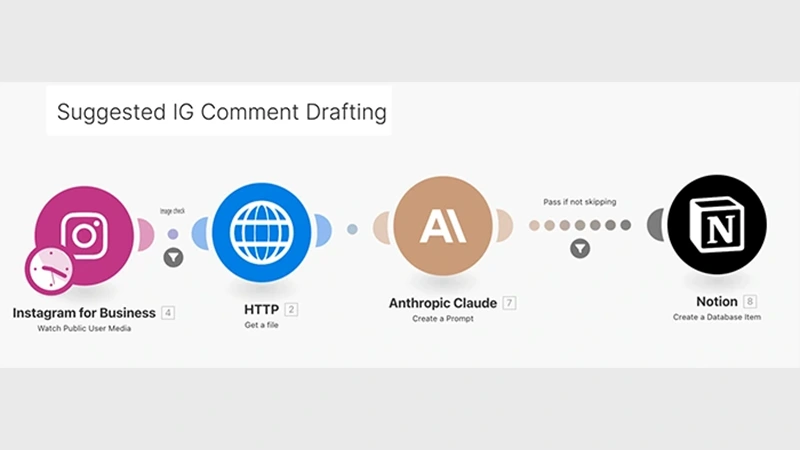 Suggested IG Comment Drafting
Image check
Pass if not skipping
A\
N
Instagram for Business 4
Watch Public User Media
HTTP 2
Get a file
Anthropic Claude 7
Create a Prompt
Notion 8
Create a Database Item